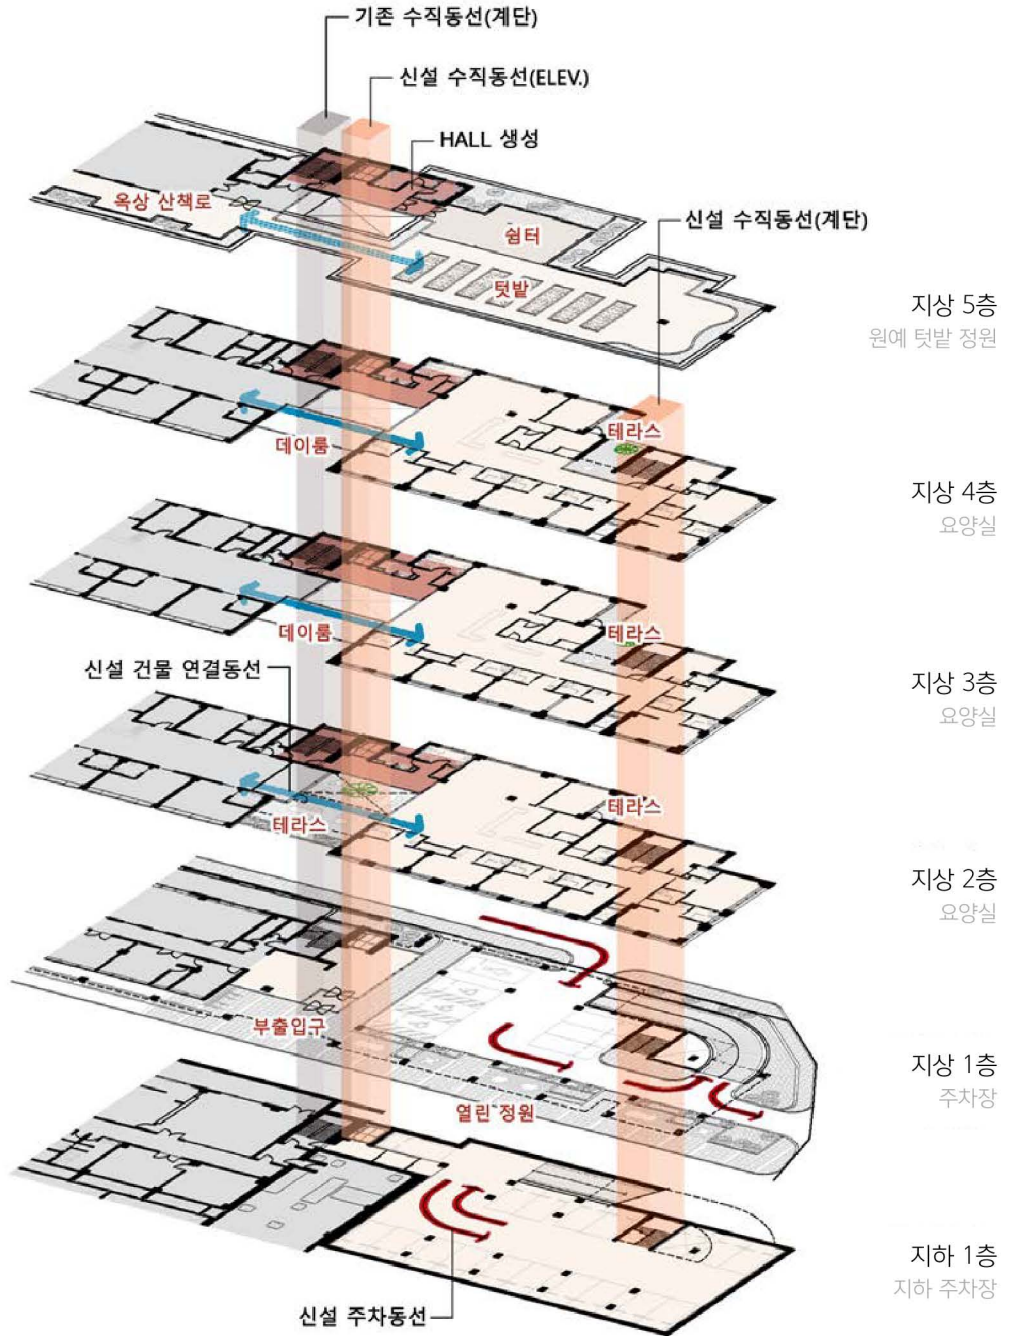 기존 수직동선(계단)
신설 수직동선(ELEV.)
HALL 생성
옥상 산책로
신설 수직동선(계단)
쉼터
텃밭
지상 5층
원예 텃밭 정원
테라스
데이룸
지상 4층
요양실
테라스
데이룸
지상 3층
요양실
신설 건물 연결동선
테라스
테라스
지상 2층
요양실
부출입구
지상 1층
주차장
열린 정원
지하 1층
지하 주차장
신설 주차동선